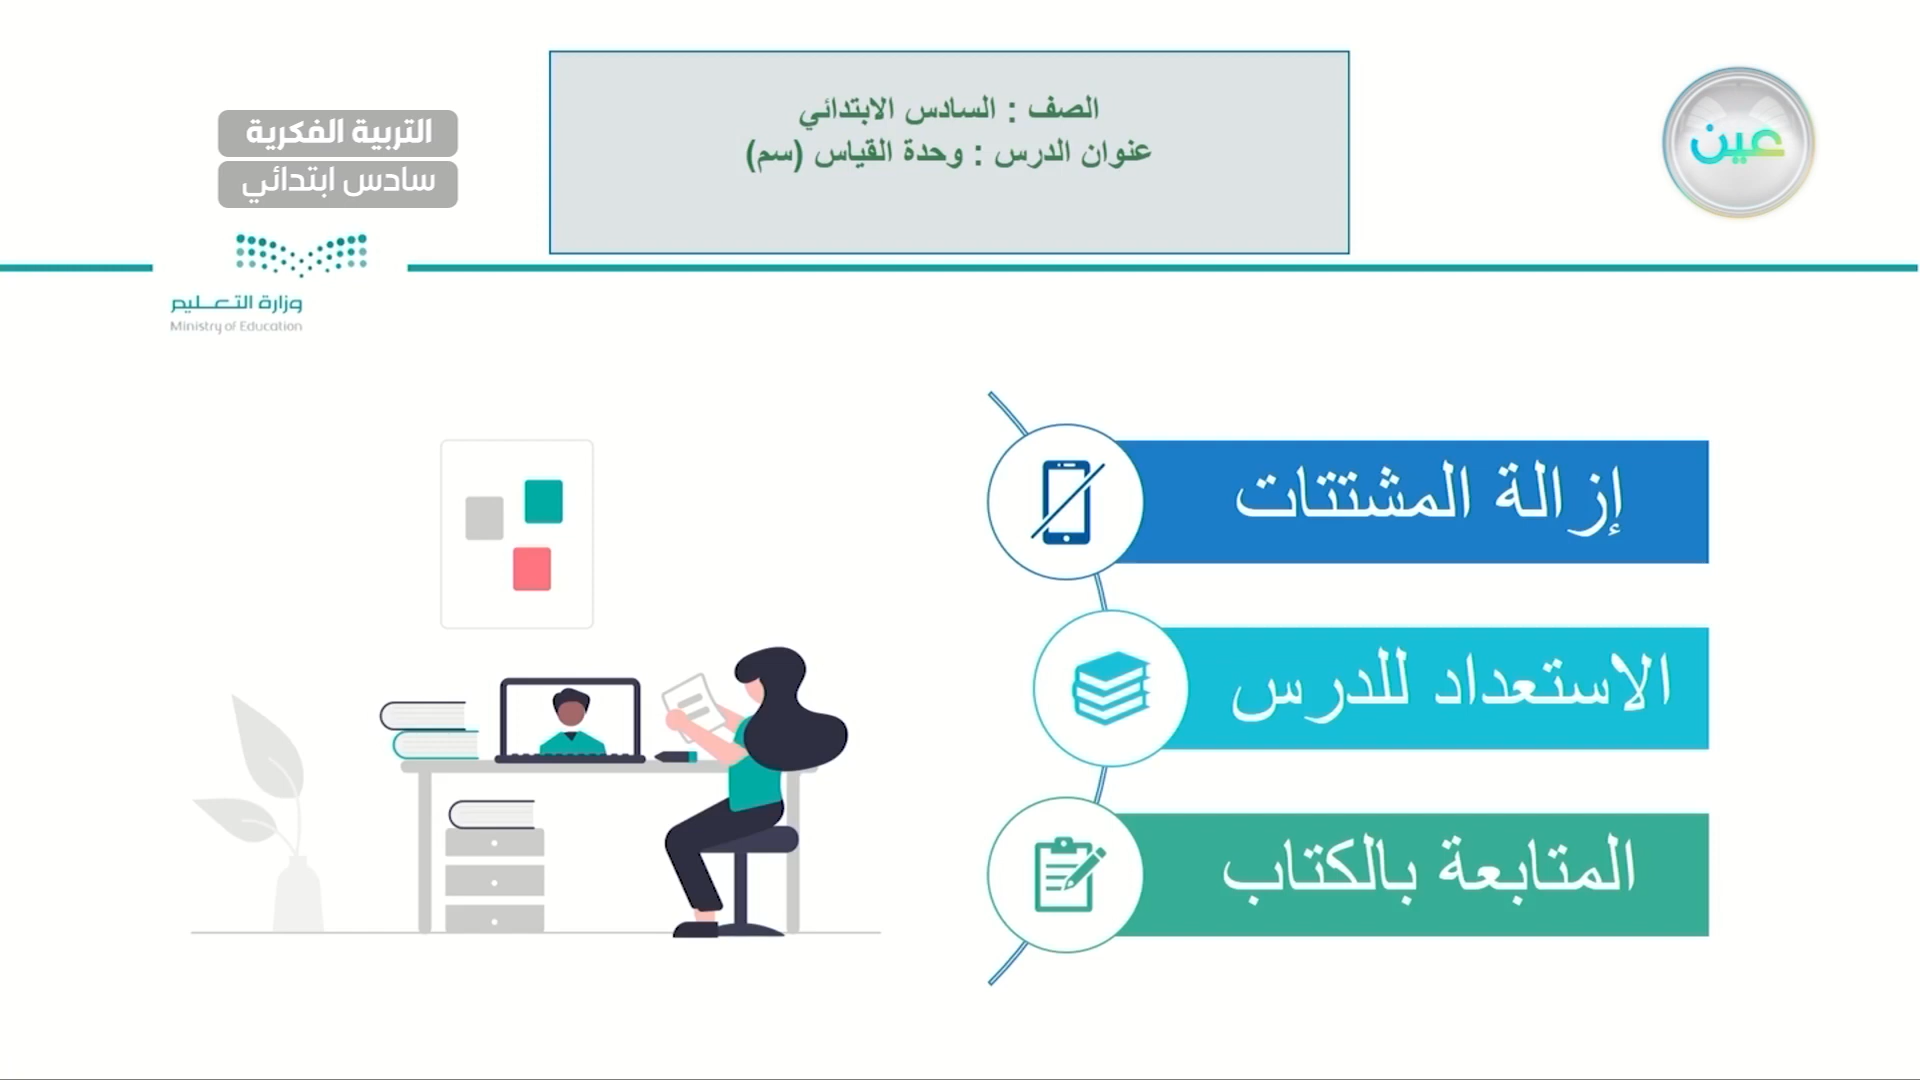 الصف : السادس الابتدائي
عنوان الدرس : وحدة القياس (سم)
عين
التربية الفكرية
سادس ابتدائي
وزارة التعليم
Ministry of Education
إزالة المشتتات
الاستعداد للدرس
المتابعة بالكتاب